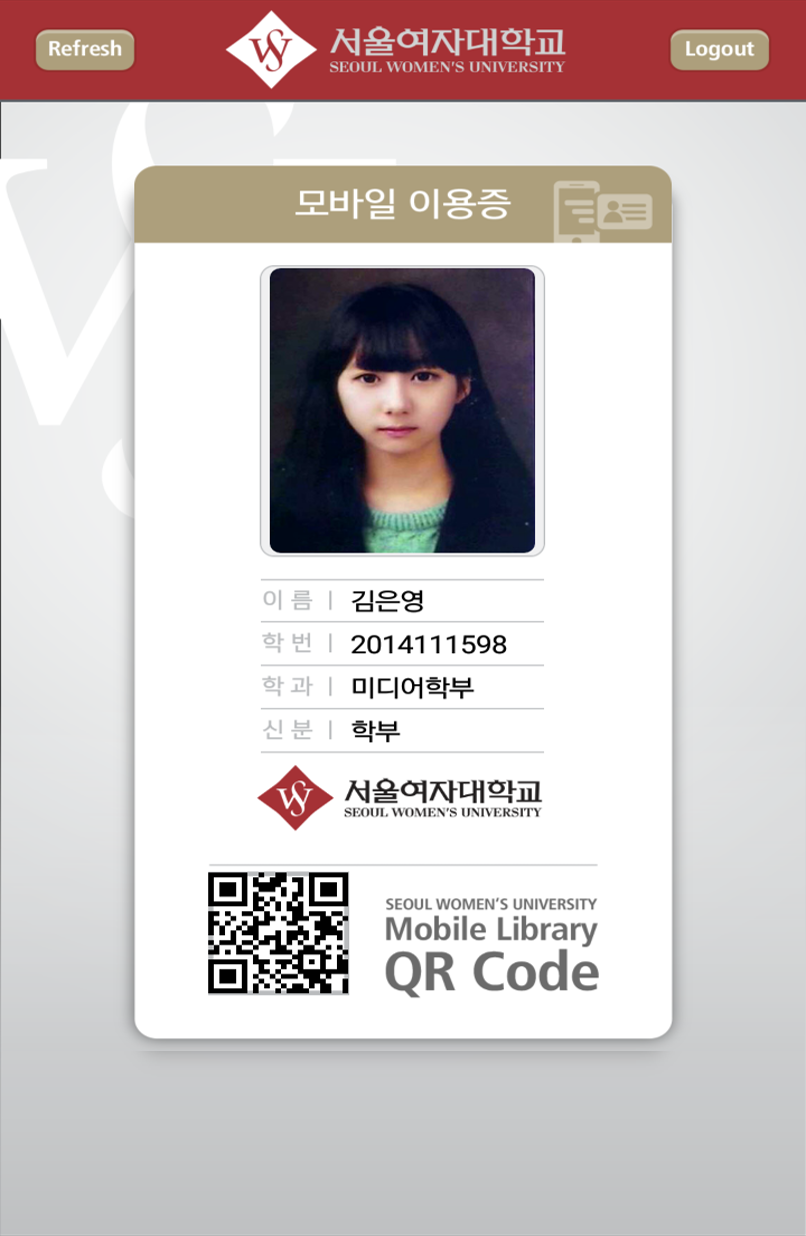 Refresh
서울여자대학교
SEOUL WOMEN'S UNIVERSITY
Logout
모바일 이용증
이 름 | 김은영
학 번 | 2014111598
학 과 | 미디어학부
신 분 | 학부
서울여자대학교
SEOUL WOMEN'S UNIVERSITY
SEOUL WOMEN'S UNIVERSITY
Mobile Library
QR Code